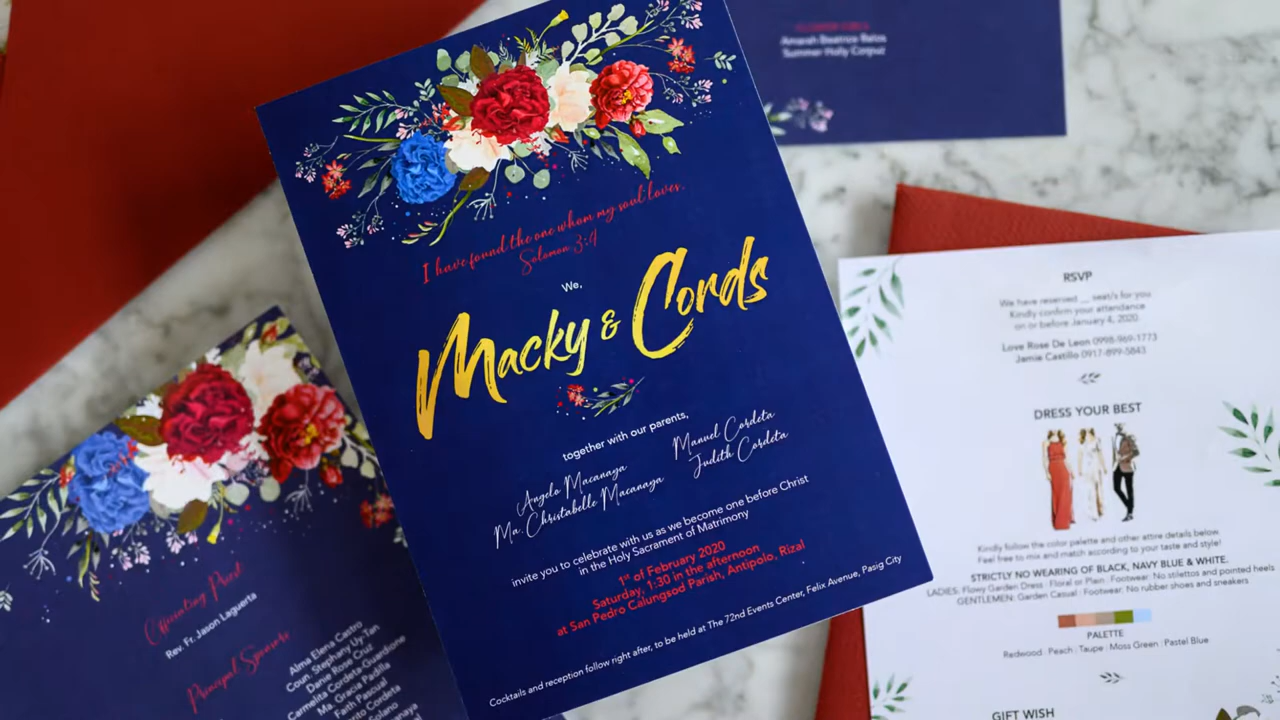 FLOWER GIRLS
Amarah Beatrice Balos
Summer Holly Corpuz
I have found the one whom my soul loves.
Solomon 3:4
We,
Macky & Cords
together with our parents,
Angelo Macanaya
Ma. Christabelle Macanaya
Manuel Cordeta
Judith Cordeta
invite you to celebrate with us as we become one before Christ
in the Holy Sacrament of Matrimony
1st of February 2020
Saturday, 1:30 in the afternoon
at San Pedro Calungsod Parish, Antipolo, Rizal
Cocktails and reception follow right after, to be held at The 72nd Events Center, Felix Avenue, Pasig City
Officiating Priest
Rev. Fr. Jason Laguerta
Principal Sponsors
Alma Elena Castro
Coun. Stephany Uy-Tan
Danie Rose Cruz
Carmelita Cordeta-Guardione
Ma. Gracia Padilla
Faith Pascual
Cordeta
Solano
RSVP
We have reserved __ seat/s for you
Kindly confirm your attendance
on or before January 4, 2020.
Love Rose De Leon 0998-969-1773
Jamie Castillo 0917-899-5843
DRESS YOUR BEST
Kindly follow the color palette and other attire details below
Feel free to mix and match according to your taste and style!
STRICTLY NO WEARING OF BLACK, NAVY BLUE & WHITE.
LADIES: Flowy Garden Dress | Floral or Plain | Footwear: No stilettos and pointed heels
GENTLEMEN: Garden Casual | Footwear: No rubber shoes and sneakers
PALETTE
Redwood | Peach | Taupe | Moss Green | Pastel Blue
GIFT WISH